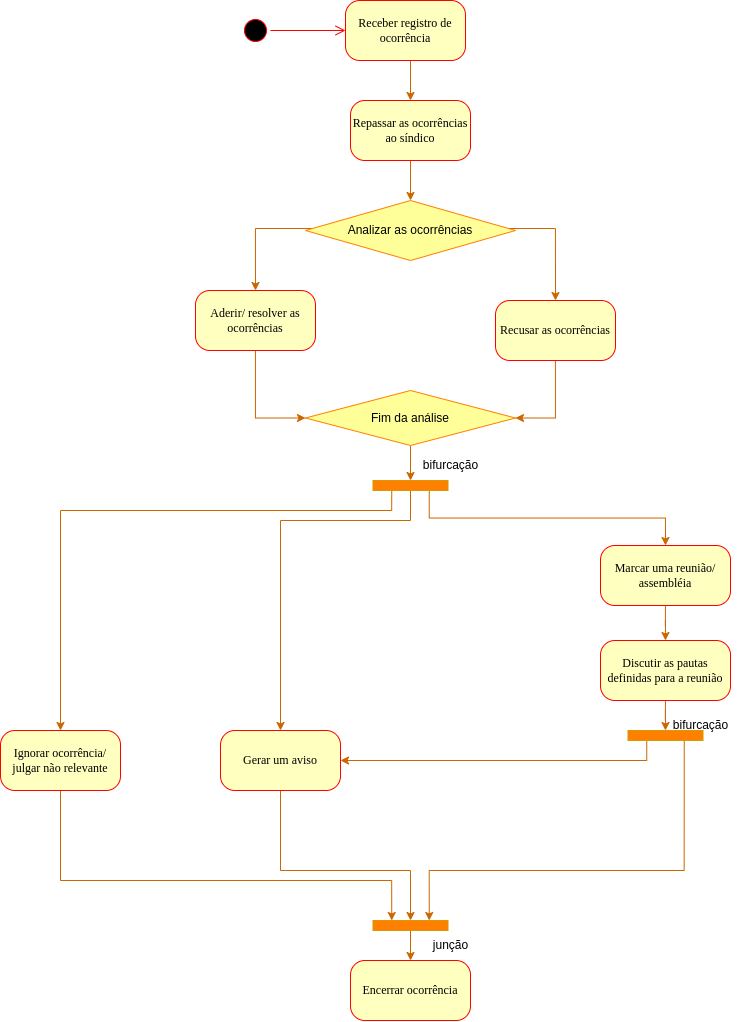 Receber registro de
ocorrência
Repassar as ocorrências
ao síndico
Analizar as ocorrências
Aderir/ resolver as
ocorrências
Recusar as ocorrências
Fim da análise
bifurcação
Marcar uma reunião/
assembléia
Discutir as pautas
definidas para a reunião
bifurcação
Ignorar ocorrência/
julgar não relevante
Gerar um aviso
junção
Encerrar ocorrência